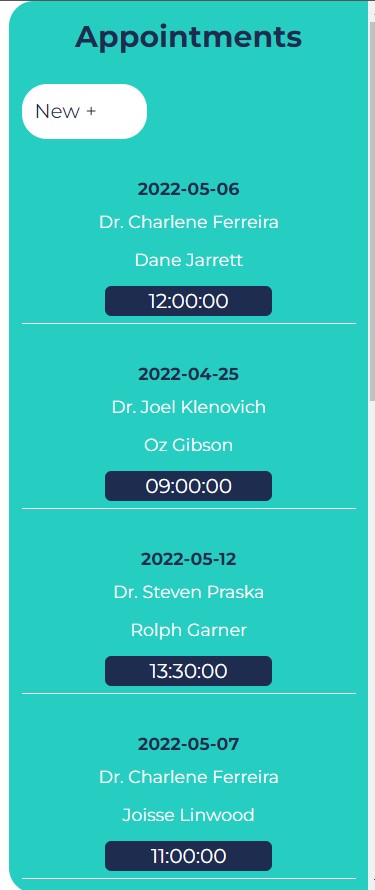 Appointments
New +
2022-05-06
Dr. Charlene Ferreira
Dane Jarrett
12:00:00
2022-04-25
Dr. Joel Klenovich
Oz Gibson
09:00:00
2022-05-12
Dr. Steven Praska
Rolph Garner
13:30:00
2022-05-07
Dr. Charlene Ferreira
Joisse Linwood
11:00:00